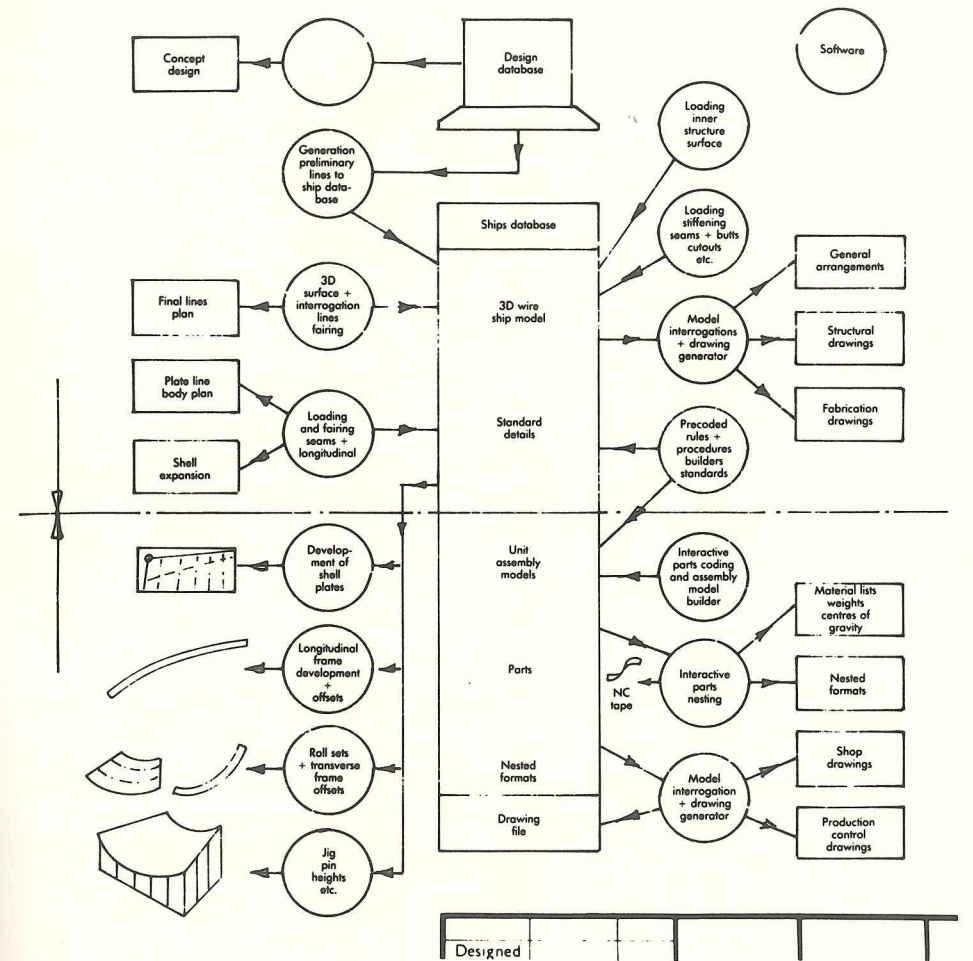 Concept
design
Design
database
Software
Generation
preliminary
lines to
ship data-
base
Loading
inner
structure
surface
Ships database
Loading
stiffening
seams + butts
cutouts
etc.
General
arrangements
Final lines
plan
3D
surface +
interrogation
lines
fairing
3D wire
ship model
Model
interrogations
+ drawing
generator
Structural
drawings
Plate line
body plan
Loading
and fairing
seams +
longitudinal
Standard
details
Precoded
rules +
procedures
builders
standards
Fabrication
drawings
Shell
expansion
Develop-
ment of
shell
plates
Unit
assembly
models
Interactive
parts coding
and assembly
model
builder
Material lists
weights
centres of
gravity
Longitudinal
frame
development
+
offsets
Parts
NC
tape
Interactive
parts
nesting
Nested
formats
Roll sets
+ transverse
frame
offsets
Nested
formats
Model
interrogation
+ drawing
generator
Shop
drawings
Drawing
file
Production
control
drawings
Jig
pin
heights
etc.
Designed